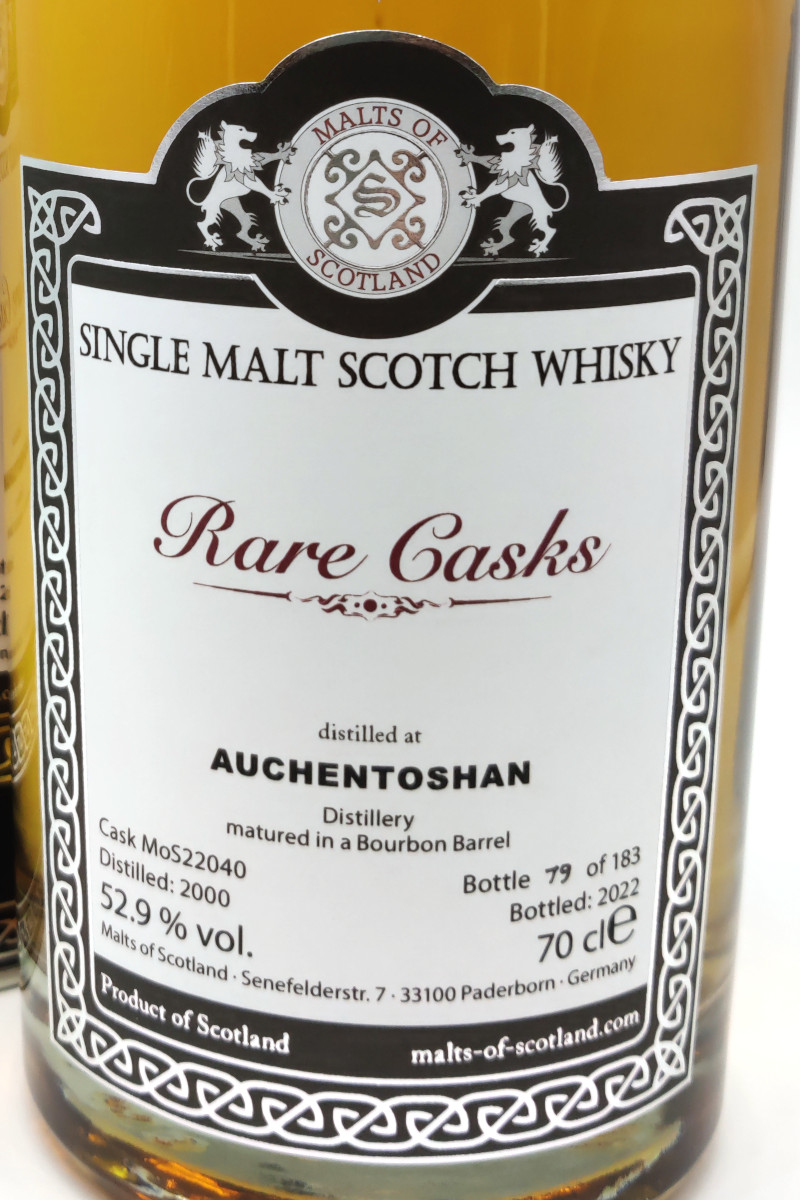 MALTS OF
S
SCOTLAND
SINGLE MALT SCOTCH WHISKY
Rare Casks
distilled at
AUCHENTOSHAN
Distillery
matured in a Bourbon Barrel
Cask MoS22040
Distilled: 2000
52.9 % vol.
Bottle 79 of 183
Bottled: 2022
70 cl e
Malts of Scotland · Senefelderstr. 7 · 33100 Paderborn · Germany
Product of Scotland
malts-of-scotland.com